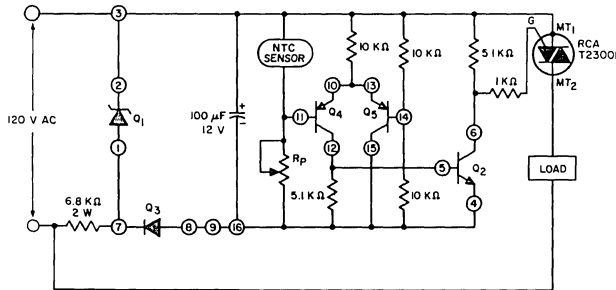 3
MT1
G
RCA
T2300B
MT2
NTC
SENSOR
10 KΩ
10 KΩ
5.1 KΩ
1 KΩ
2
Q1
1
120 V AC
100 μF
12 V
+
−
10
13
11
Q4
Q5
14
12
15
6
5
Q2
4
RP
5.1 KΩ
10 KΩ
LOAD
6.8 KΩ
2 W
7
Q3
8
9
16